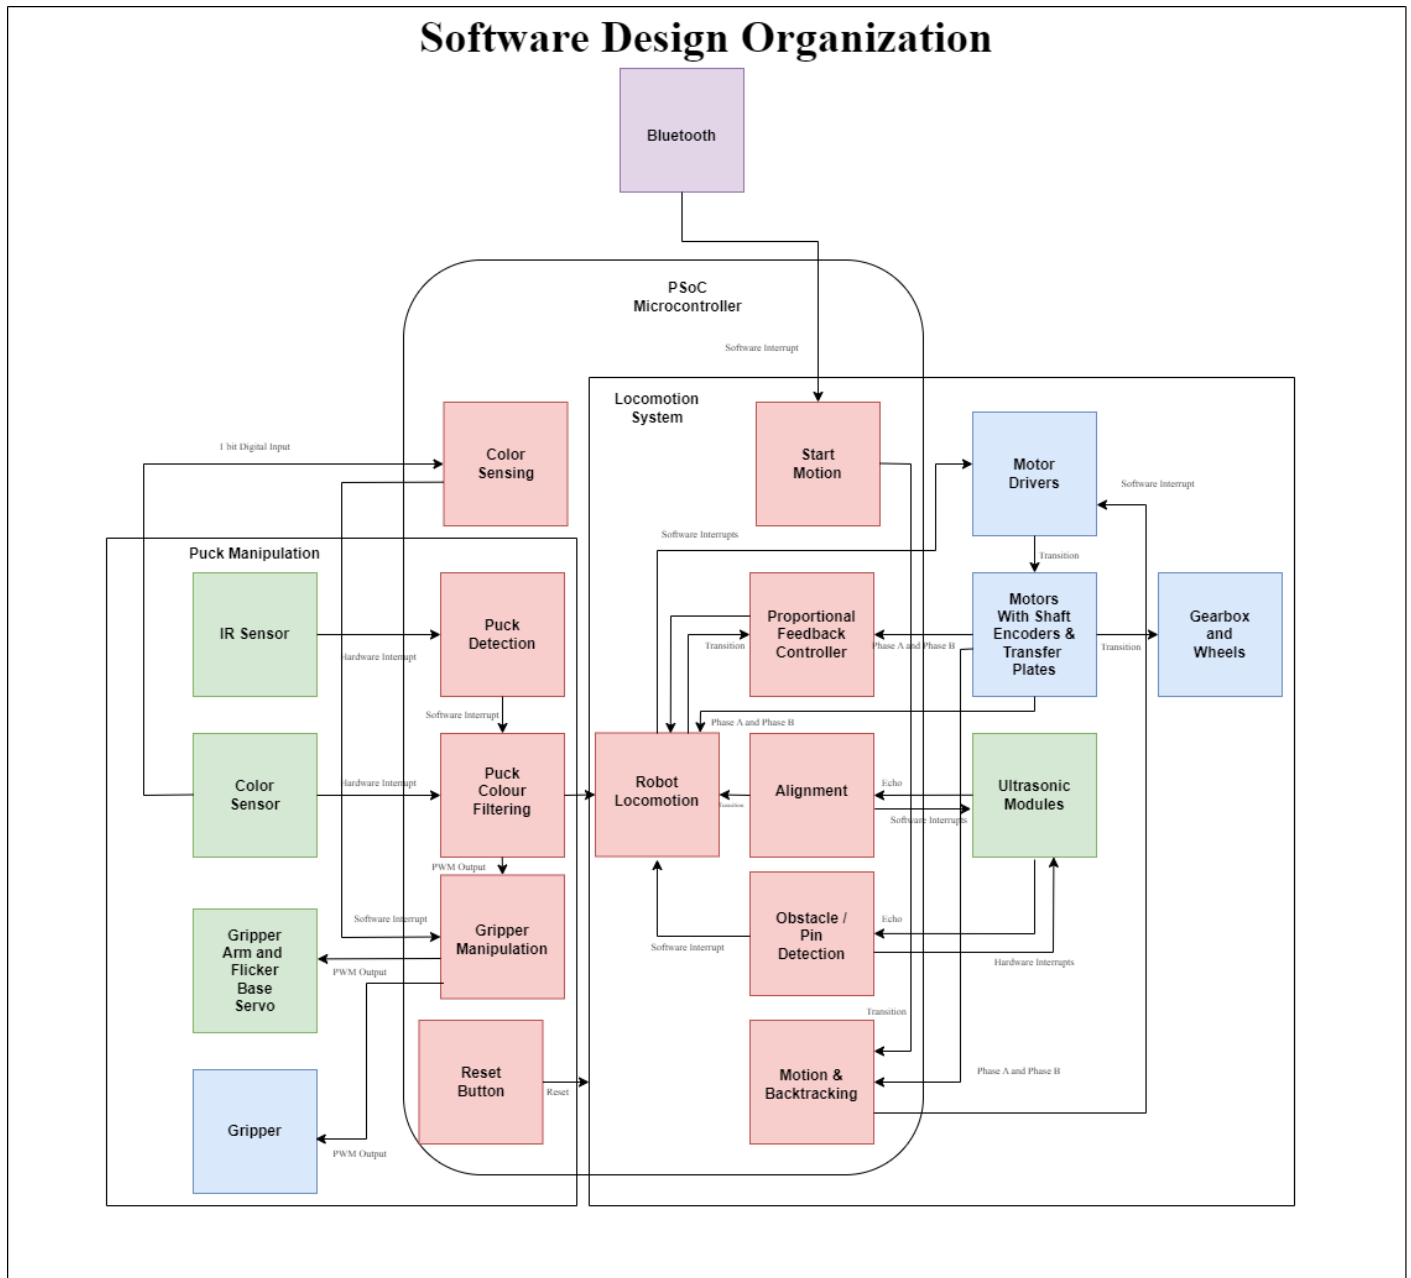 Software Design Organization
Bluetooth
PSoC
Microcontroller
Software Interrupt
Locomotion
System
1 bit Digital Input
Color
Sensing
Start
Motion
Motor
Drivers
Software Interrupt
Software Interrupts
Puck Manipulation
Transition
IR Sensor
Hardware Interrupt
Puck
Detection
Transition
Proportional
Feedback
Controller
Phase A and Phase B
Motors
With Shaft
Encoders &
Transfer
Plates
Transition
Gearbox
and
Wheels
Software Interrupt
Phase A and Phase B
Color
Sensor
Hardware Interrupt
Puck
Colour
Filtering
Robot
Locomotion
Transition
Alignment
Echo
Software Interrupts
Ultrasonic
Modules
PWM Output
Software Interrupt
Gripper
Arm and
Flicker
Base
Servo
PWM Output
Gripper
Manipulation
Software Interrupt
Obstacle /
Pin
Detection
Echo
Hardware Interrupts
Transition
Reset
Button
Reset
Motion &
Backtracking
Phase A and Phase B
Gripper
PWM Output